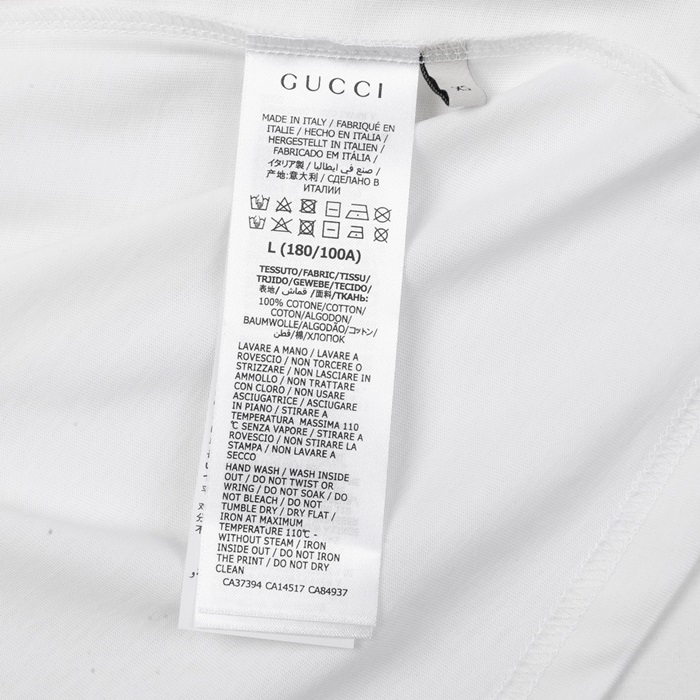 GUCCI
XS
MADE IN ITALY / FABRIQUÉ EN
ITALIE / HECHO EN ITALIA /
HERGESTELLT IN ITALIEN /
FABRICADO EM ITÁLIA /
イタリア製 / صنع في ايطاليا /
产地:意大利 / СДЕЛАНО В
ИТАЛИИ
L (180/100A)
TESSUTO/FABRIC/TISSU/
TEJIDO/GEWEBE/TECIDO/
表地/ قماش /面料/ТКАНЬ:
100% COTONE/COTTON/
COTON/ALGODON/
BAUMWOLLE/ALGODÃO/コットン/
قطن/棉/ХЛОПОК
LAVARE A MANO / LAVARE A
ROVESCIO / NON TORCERE O
STRIZZARE / NON LASCIARE IN
AMMOLLO / NON TRATTARE
CON CLORO / NON USARE
ASCIUGATRICE / ASCIUGARE
IN PIANO / STIRARE A
TEMPERATURA MASSIMA 110
℃ SENZA VAPORE / STIRARE A
ROVESCIO / NON STIRARE LA
STAMPA / NON LAVARE A
SECCO
HAND WASH / WASH INSIDE
OUT / DO NOT TWIST OR
WRING / DO NOT SOAK / DO
NOT BLEACH / DO NOT
TUMBLE DRY / DRY FLAT /
IRON AT MAXIMUM
TEMPERATURE 110℃ -
WITHOUT STEAM / IRON
INSIDE OUT / DO NOT IRON
THE PRINT / DO NOT DRY
CLEAN
CA37394 CA14517 CA84937